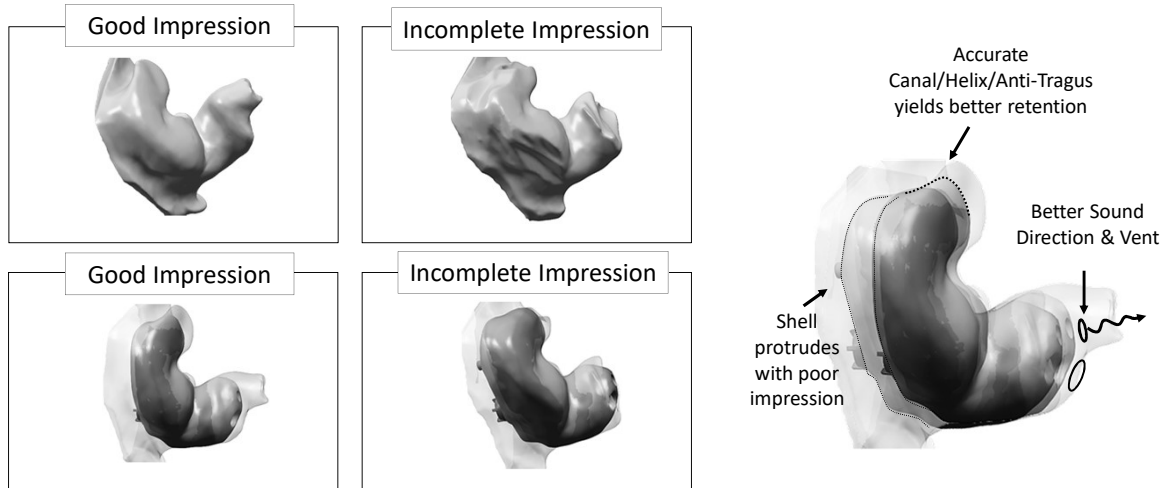 Good Impression
Incomplete Impression
Good Impression
Incomplete Impression
Accurate
Canal/Helix/Anti-Tragus
yields better retention
Better Sound
Direction & Vent
Shell
protrudes
with poor
impression